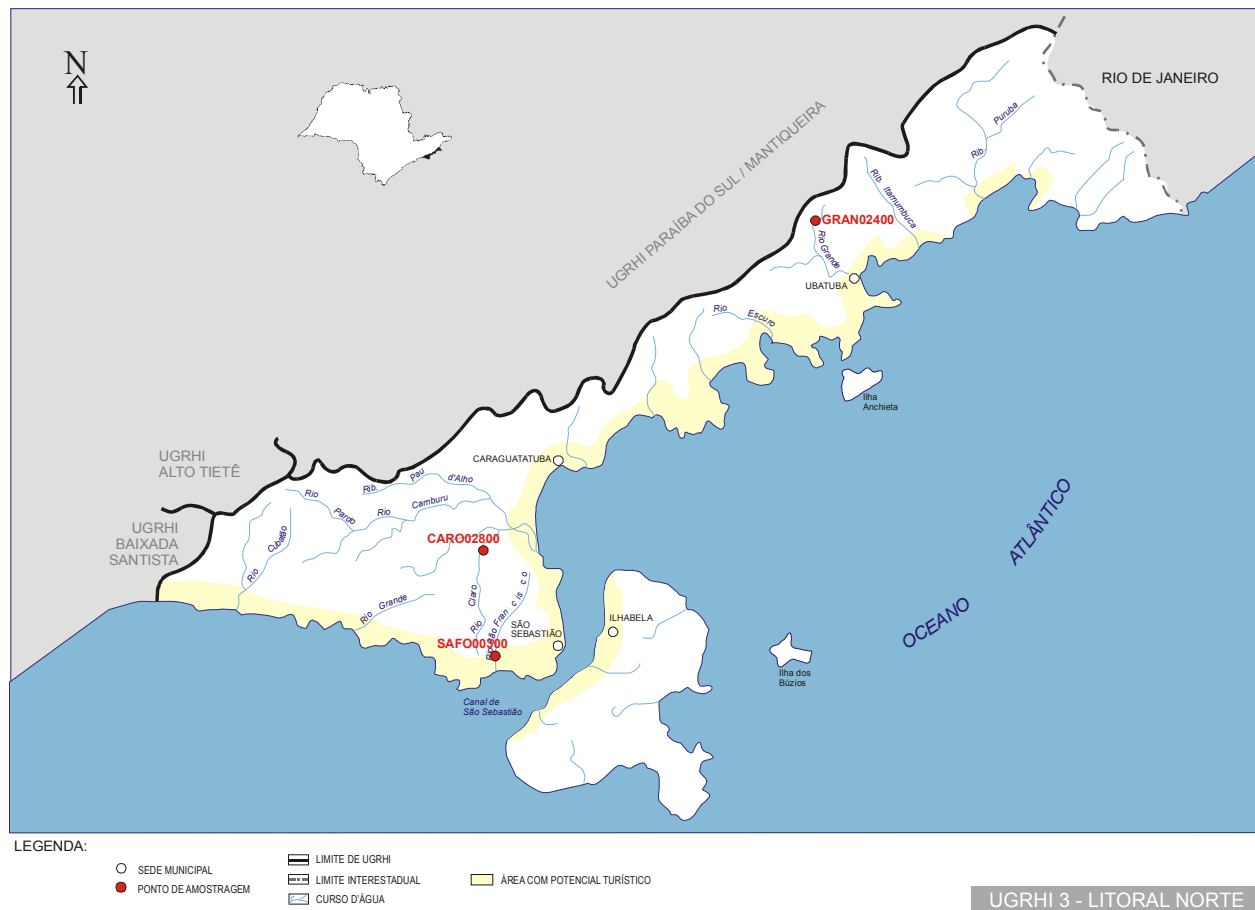 N
RIO DE JANEIRO
UGRHI PARAÍBA DO SUL / MANTIQUEIRA
Rib. Puruba
Rib. Itamumbuca
GRAN02400
Rio Grande
UBATUBA
Rio Escuro
Ilha
Anchieta
UGRHI
ALTO TIETÊ
CARAGUATATUBA
Rib. Pau d'Alho
Rio Pardo
Rio Camburu
UGRHI
BAIXADA
SANTISTA
Rio Cubatão
CARO02800
Rio Claro
Rio São Francisco
Rio Grande
SÃO
SEBASTIÃO
ILHABELA
SAFO00300
Canal de
São Sebastião
Ilha dos
Búzios
OCEANO ATLÂNTICO
LEGENDA:
SEDE MUNICIPAL
PONTO DE AMOSTRAGEM
LIMITE DE UGRHI
LIMITE INTERESTADUAL
CURSO D'ÁGUA
ÁREA COM POTENCIAL TURÍSTICO
UGRHI 3 - LITORAL NORTE